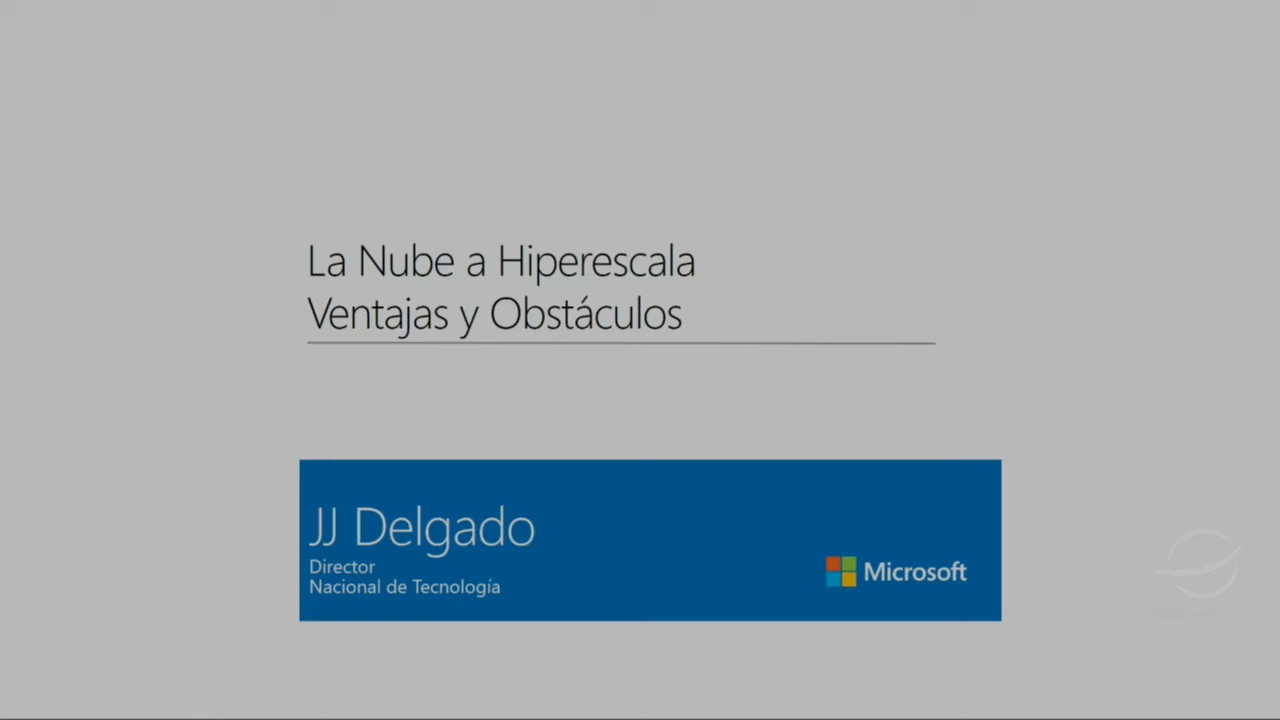 La Nube a Hiperescala
Ventajas y Obstáculos
JJ Delgado
Director
Nacional de Tecnología
Microsoft